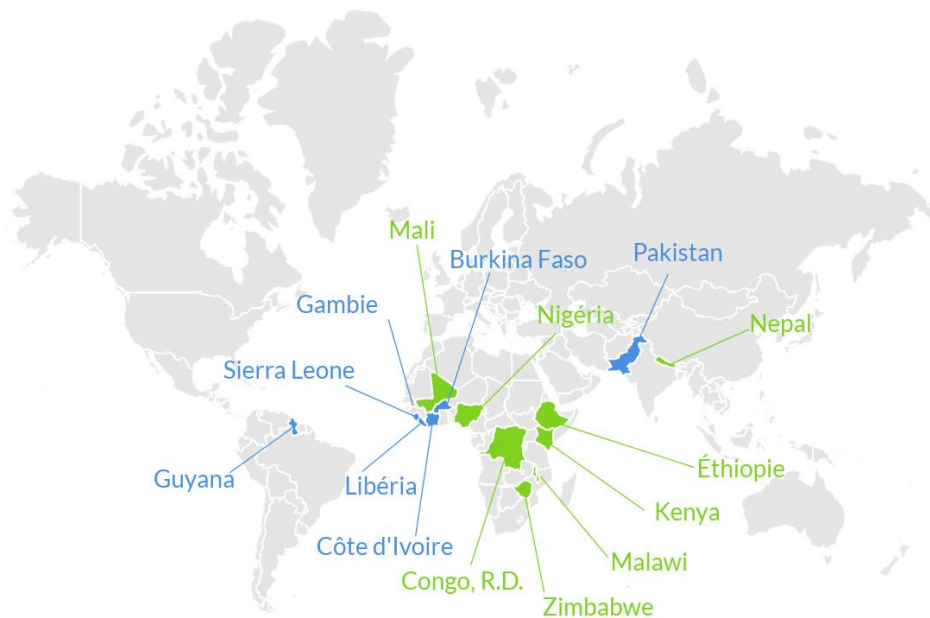 Mali
Burkina Faso
Pakistan
Gambie
Nigéria
Nepal
Sierra Leone
Guyana
Libéria
Éthiopie
Kenya
Côte d'Ivoire
Malawi
Congo, R.D.
Zimbabwe